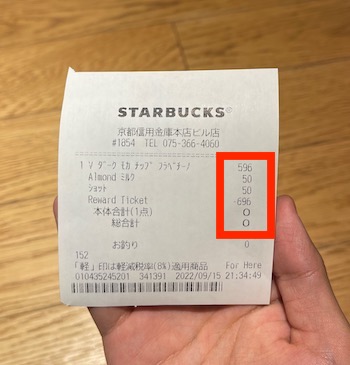 STARBUCKS®
京都信用金庫本店ビル店
#1854 TEL 075-366-4060
1 V ダーク モカ チップ フラペチーノ 596
Almond ミルク 50
ショット 50
Reward Ticket -696
本体合計(1点) 0
総合計 0
お釣り 0
152
「軽」印は軽減税率(8%)適用商品 For Here
010435245201 341391 2022/09/15 21:34:49